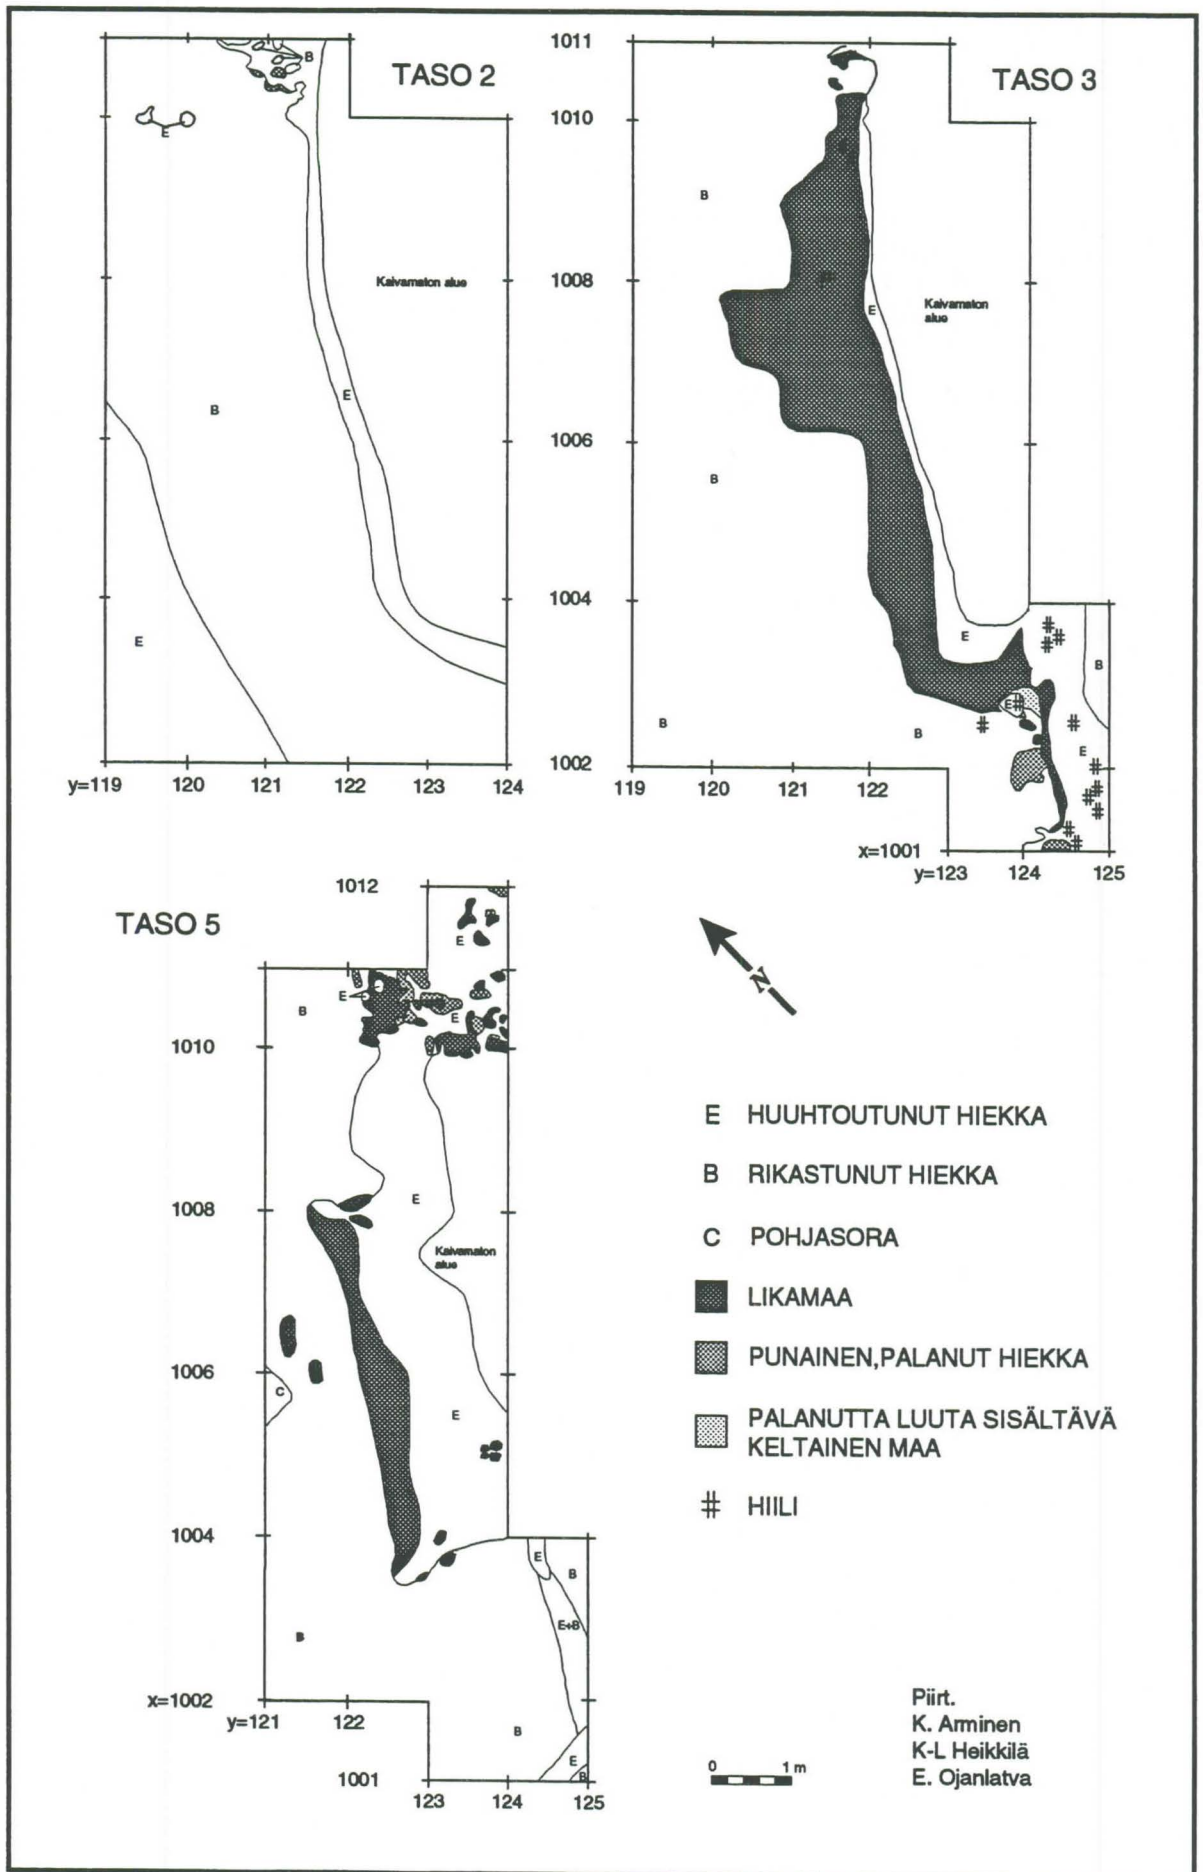 TASO 2
B
E
Kaivamaton alue
B
E
E
y=119 120 121 122 123 124
1011
1010
1008
1006
1004
1002
TASO 3
B
Kaivamaton
alue
E
B
E
B
E
B
B
E
119 120 121 122
x=1001
y=123 124 125
TASO 5
1012
E
E
B
E
1010
E
1008
Kaivamaton
alue
1006
C
E
1004
E
B
E+B
B
x=1002
y=121 122
B
E
B
1001
123 124 125
N
E HUUHTOUTUNUT HIEKKA
B RIKASTUNUT HIEKKA
C POHJASORA
LIKAMAA
PUNAINEN,PALANUT HIEKKA
PALANUTTA LUUTA SISÄLTÄVÄ
KELTAINEN MAA
# HIILI
0 1 m
Piirt.
K. Arminen
K-L Heikkilä
E. Ojanlatva